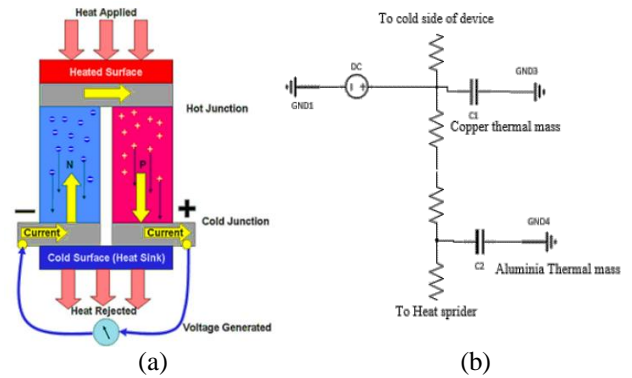 Heat Applied
Heated Surface
Hot Junction
N
P
−
+
Cold Junction
Current
Current
Cold Surface (Heat Sink)
Heat Rejected
Voltage Generated
(a)
To cold side of device
DC
GND3
GND1
C1
Copper thermal mass
GND4
C2
Aluminia Thermal mass
To Heat sprider
(b)